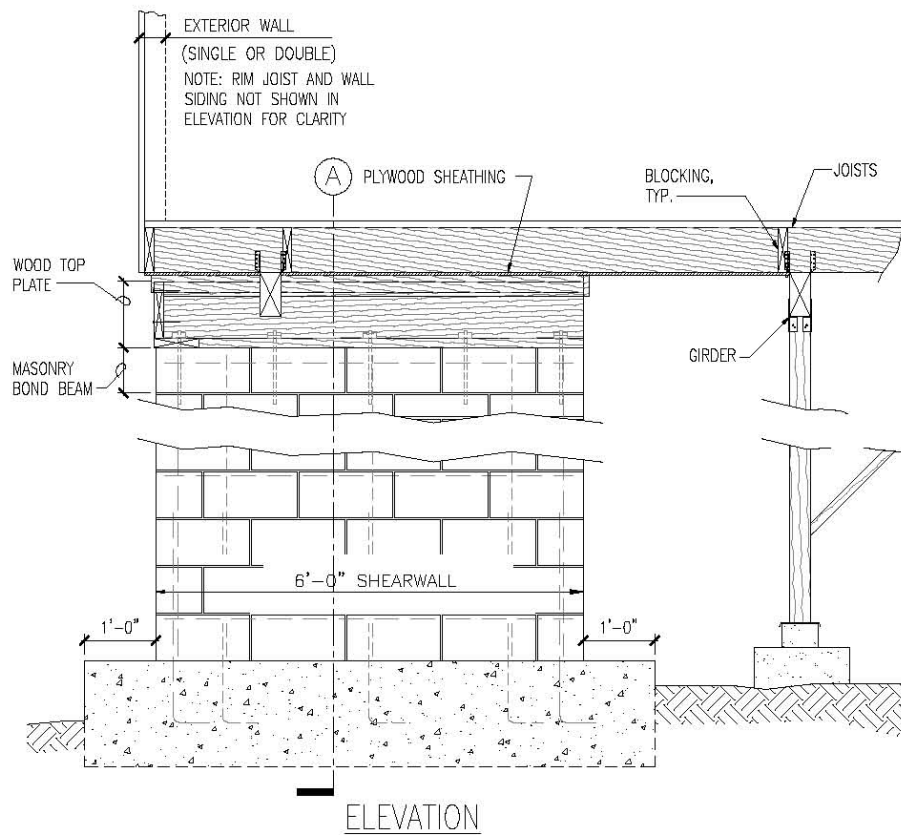 EXTERIOR WALL
(SINGLE OR DOUBLE)
NOTE: RIM JOIST AND WALL
SIDING NOT SHOWN IN
ELEVATION FOR CLARITY
A
PLYWOOD SHEATHING
BLOCKING,
TYP.
JOISTS
WOOD TOP
PLATE
GIRDER
MASONRY
BOND BEAM
6'-0" SHEARWALL
1'-0"
1'-0"
ELEVATION